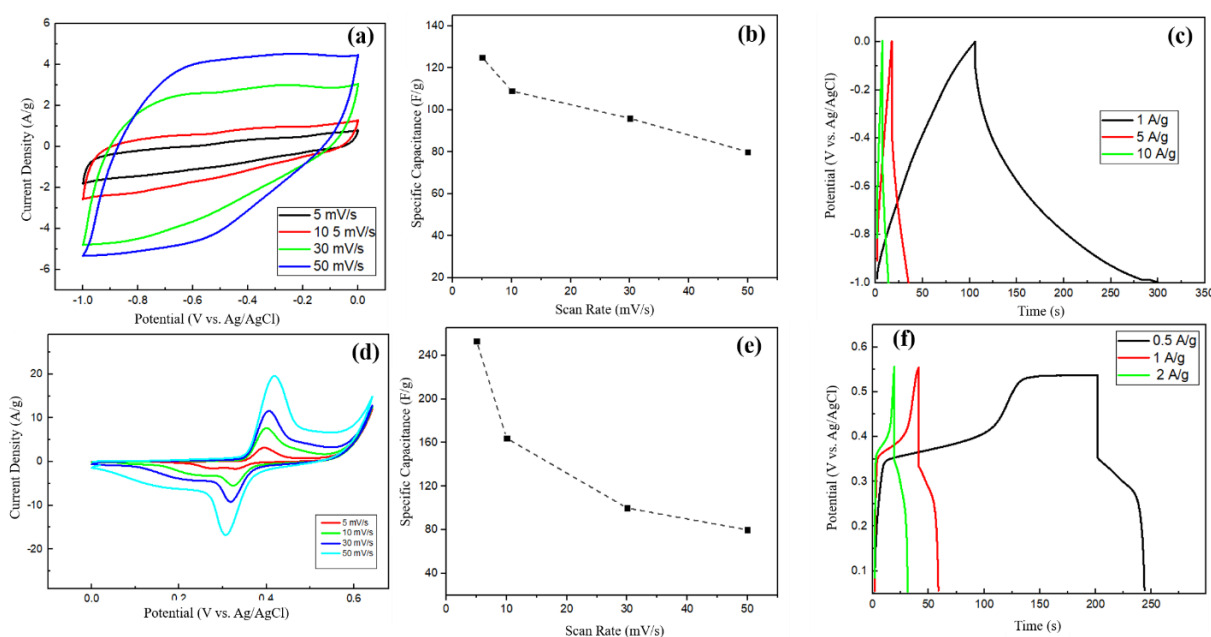 (a)
Current Density (A/g)
6
4
2
0
-2
-4
-6
5 mV/s
10 5 mV/s
30 mV/s
50 mV/s
-1.0 -0.8 -0.6 -0.4 -0.2 0.0
Potential (V vs. Ag/AgCl)
(b)
Specific Capacitance (F/g)
140
120
100
80
60
40
20
0 10 20 30 40 50
Scan Rate (mV/s)
(c)
Potential (V vs. Ag/AgCl)
0.0
-0.2
-0.4
-0.6
-0.8
-1.0
1 A/g
5 A/g
10 A/g
0 50 100 150 200 250 300 350
Time (s)
(d)
Current Density (A/g)
20
10
0
-10
-20
5 mV/s
10 mV/s
30 mV/s
50 mV/s
0.0 0.2 0.4 0.6
Potential (V vs. Ag/AgCl)
(e)
Specific Capacitance (F/g)
240
200
160
120
80
40
0 10 20 30 40 50
Scan Rate (mV/s)
(f)
Potential (V vs. Ag/AgCl)
0.6
0.5
0.4
0.3
0.2
0.1
0.5 A/g
1 A/g
2 A/g
0 50 100 150 200 250
Time (s)